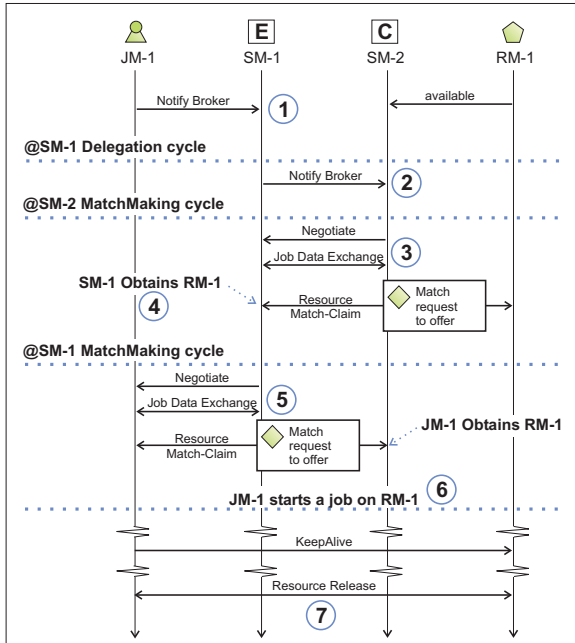 E
C
JM-1
SM-1
SM-2
RM-1
Notify Broker
1
available
@SM-1 Delegation cycle
Notify Broker
2
@SM-2 MatchMaking cycle
Negotiate
3
Job Data Exchange
SM-1 Obtains RM-1
4
Resource
Match-Claim
Match
request
to offer
@SM-1 MatchMaking cycle
Negotiate
5
Job Data Exchange
JM-1 Obtains RM-1
Resource
Match-Claim
Match
request
to offer
6
JM-1 starts a job on RM-1
KeepAlive
Resource Release
7